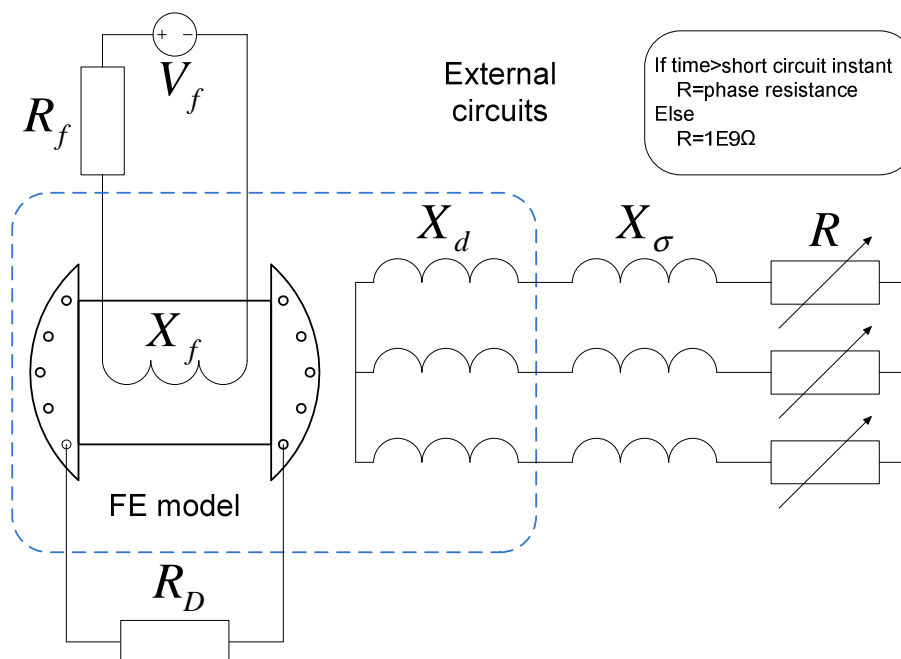 + −
V_f
R_f
External
circuits
If time>short circuit instant
R=phase resistance
Else
R=1E9Ω
X_d
X_σ
R
X_f
FE model
R_D